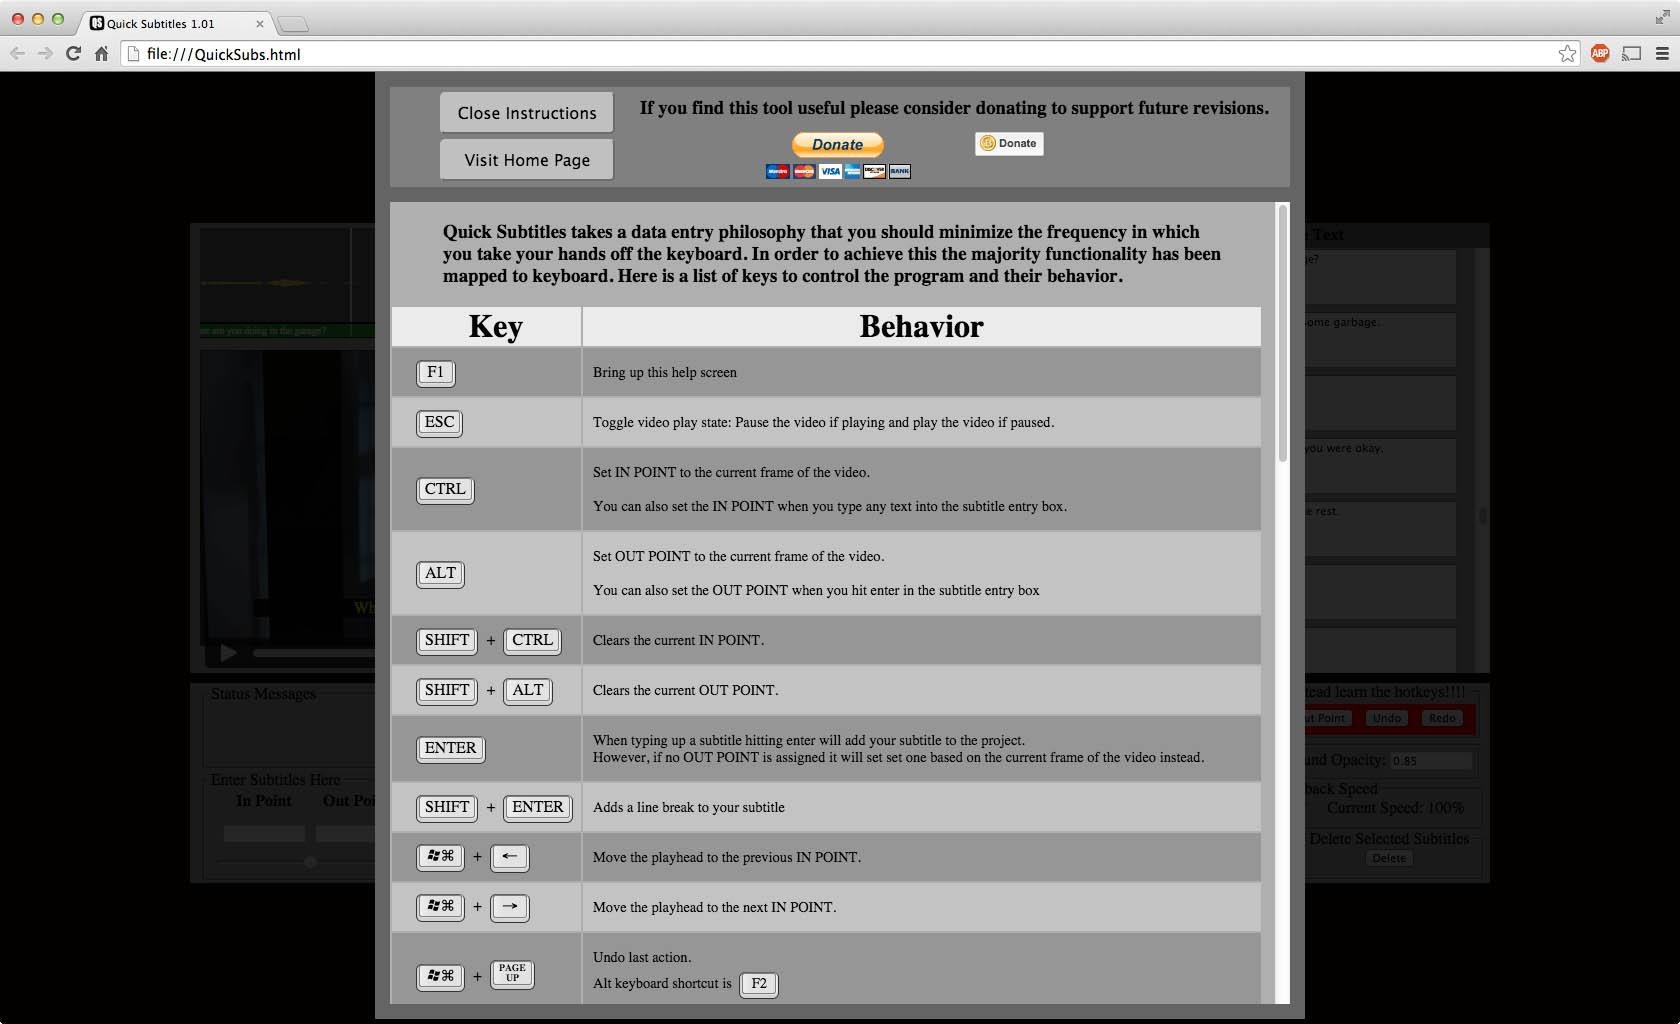 Quick Subtitles 1.01
file:///QuickSubs.html
ABP
Close Instructions
Visit Home Page
If you find this tool useful please consider donating to support future revisions.
Donate
Donate
VISA
BANK
Quick Subtitles takes a data entry philosophy that you should minimize the frequency in which
you take your hands off the keyboard. In order to achieve this the majority functionality has been
mapped to keyboard. Here is a list of keys to control the program and their behavior.
Key Behavior
F1 Bring up this help screen
ESC Toggle video play state: Pause the video if playing and play the video if paused.
CTRL Set IN POINT to the current frame of the video.
You can also set the IN POINT when you type any text into the subtitle entry box.
ALT Set OUT POINT to the current frame of the video.
You can also set the OUT POINT when you hit enter in the subtitle entry box
SHIFT + CTRL Clears the current IN POINT.
SHIFT + ALT Clears the current OUT POINT.
ENTER When typing up a subtitle hitting enter will add your subtitle to the project.
However, if no OUT POINT is assigned it will set set one based on the current frame of the video instead.
SHIFT + ENTER Adds a line break to your subtitle
⌘ + ← Move the playhead to the previous IN POINT.
⌘ + → Move the playhead to the next IN POINT.
⌘ + PAGE UP Undo last action.
Alt keyboard shortcut is F2
are you doing in the garage?
Wh
Status Messages
Enter Subtitles Here
In Point Out Poi
Text
ge?
ome garbage.
you were okay.
e rest.
tead learn the hotkeys!!!!
ut Point Undo Redo
und Opacity: 0.85
back Speed
Current Speed: 100%
Delete Selected Subtitles
Delete